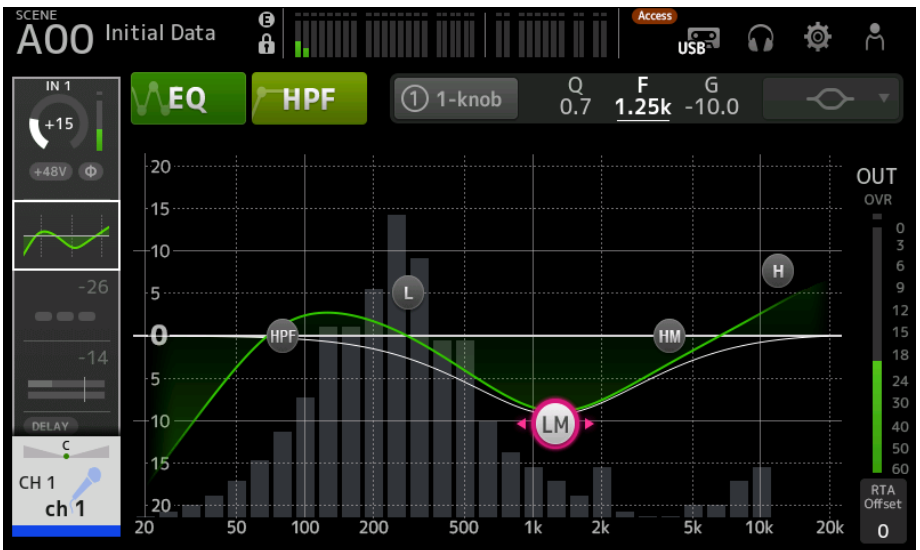 SCENE
A00 Initial Data
E
Access
USB
IN 1
+15
+48V Φ
-26
-14
DELAY
C
CH 1
ch 1
EQ
HPF
1 1-knob
Q F G
0.7 1.25k -10.0
20
15
10
5
0
5
10
15
20
HPF
L
LM
HM
H
20 50 100 200 500 1k 2k 5k 10k 20k
OUT
OVR
0
3
6
9
12
15
18
24
30
40
50
60
RTA
Offset
0